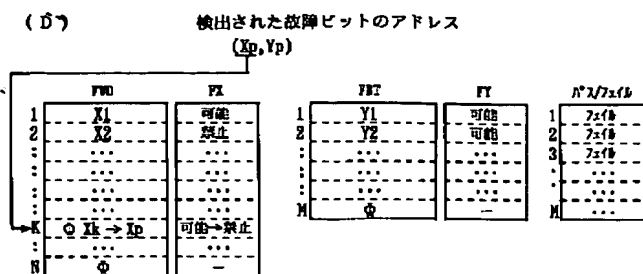 (D) 検出された故障ビットのアドレス
(Xp,Yp)
FWD FX FBT FY パス/フェイル
1 X1 可能 1 Y1 可能 1 フェイル
2 X2 禁止 2 Y2 可能 2 フェイル
: ... ... : ... ... 3 フェイル
: ... ... : ... ... : ...
: ... ... : ... ... : ...
: ... ... M Φ － M ...
K Φ Xk → Xp 可能→禁止
: ... ...
N Φ －